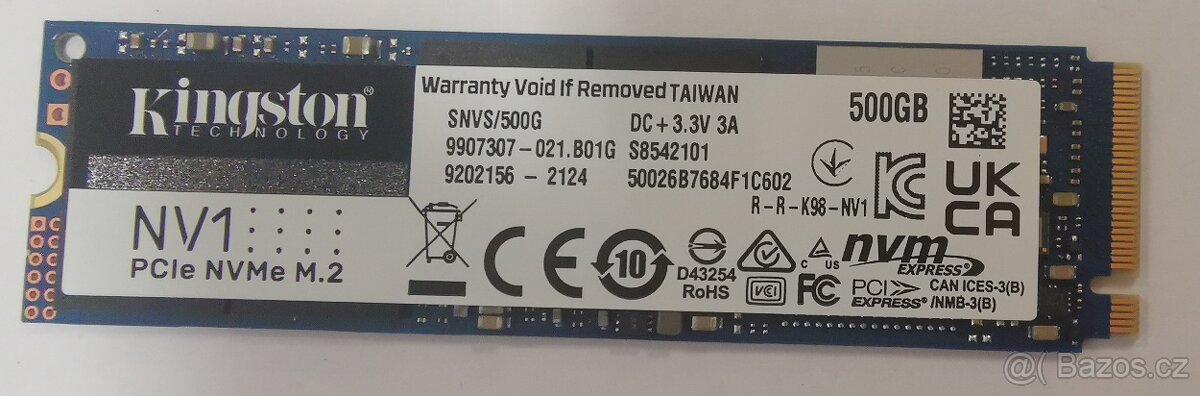 Kingston®
TECHNOLOGY
NV1
PCIe NVMe M.2
Warranty Void If Removed TAIWAN
SNVS/500G DC+3.3V 3A
9907307-021.B01G S8542101
9202156 - 2124 50026B7684F1C602
R-R-K98-NV1
500GB
UK
CA
10
D43254
RoHS
VCI
C US
FC
nvm
EXPRESS®
PCI
EXPRESS®
CAN ICES-3(B)
/NMB-3(B)
@( Bazos.cz